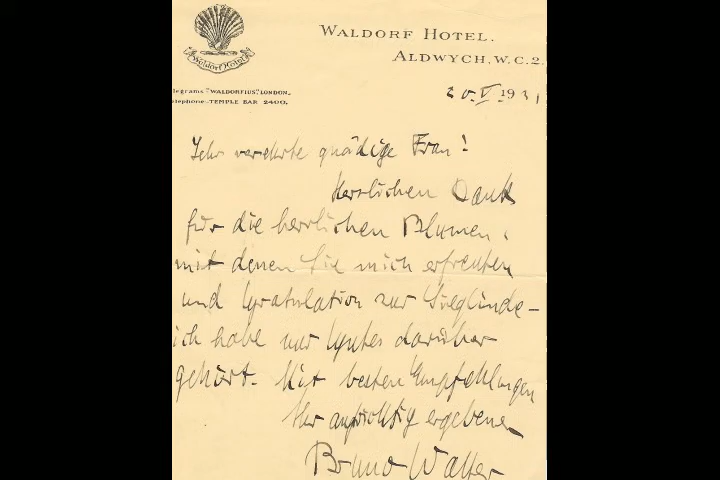 WALDORF HOTEL.
ALDWYCH, W.C.2.
Waldorf Hotel
legrams "WALDORFIUS", LONDON.
elephone - TEMPLE BAR 2400.
20.V.1931
Sehr verehrte gnädige Frau!
Herzlichen Dank
für die herrlichen Blumen,
mit denen Sie mich erfreuten
und Gratulation zur Sieglinde –
ich habe nur Gutes darüber
gehört. Mit besten Empfehlungen
Ihr aufrichtig ergebener
Bruno Walter